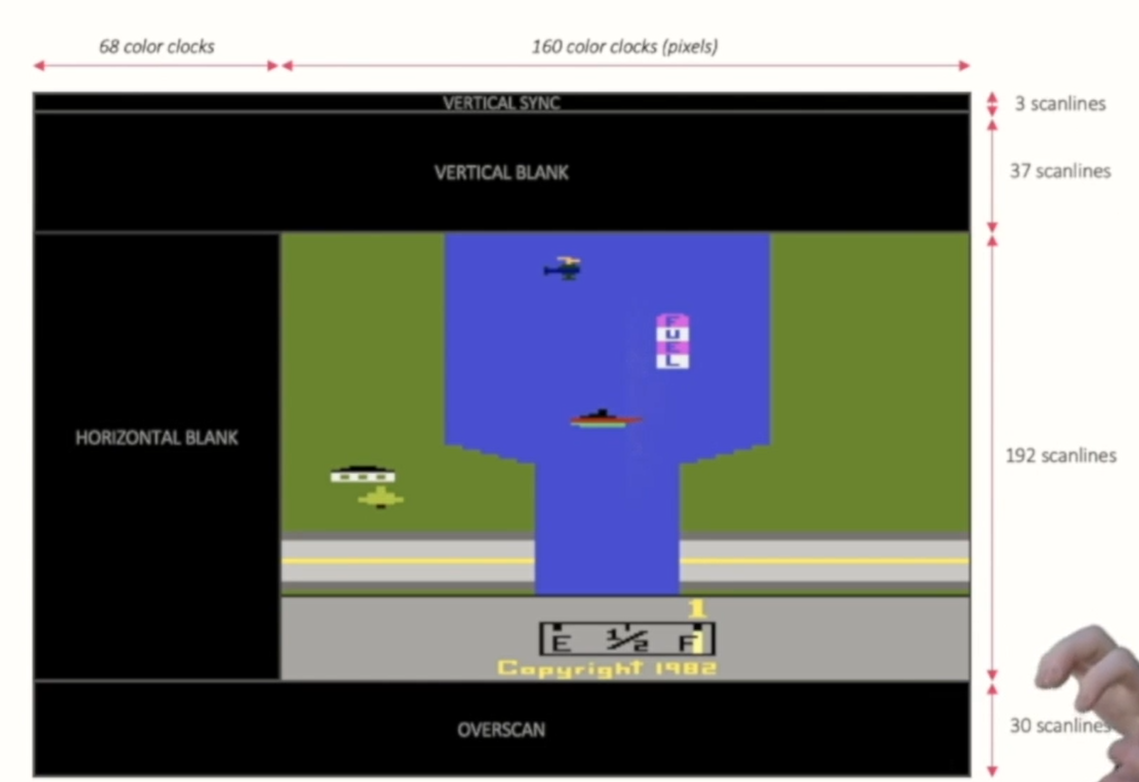 68 color clocks
160 color clocks (pixels)
VERTICAL SYNC
3 scanlines
VERTICAL BLANK
37 scanlines
FUEL
HORIZONTAL BLANK
192 scanlines
1
E 1/2 F
Copyright 1982
OVERSCAN
30 scanlines